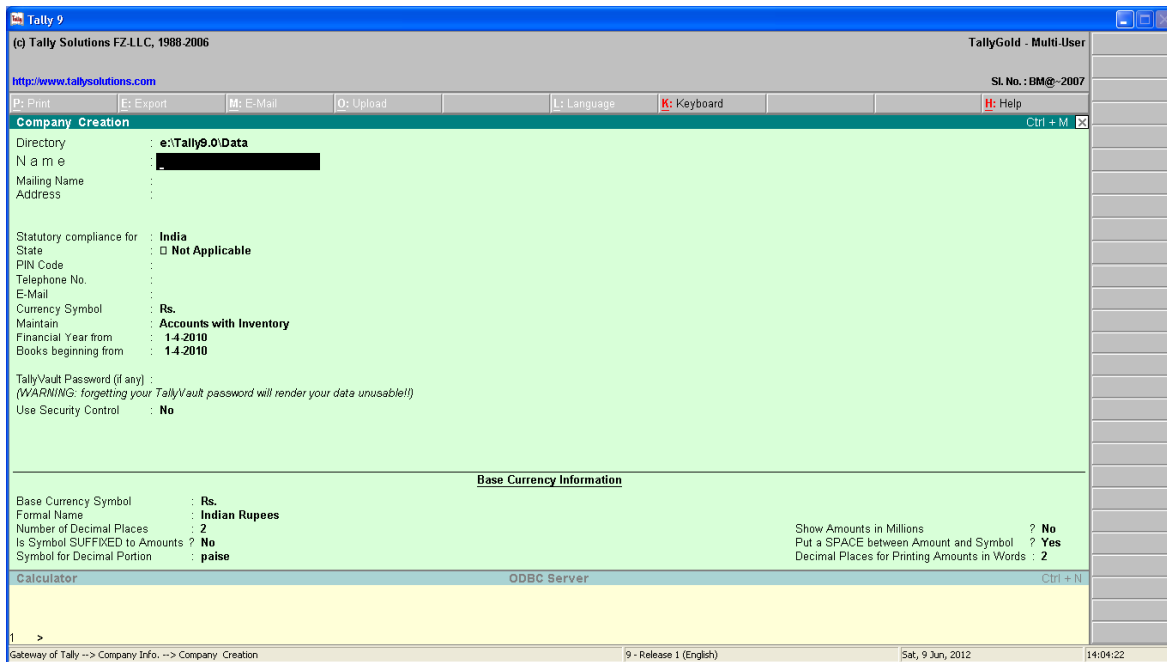 Tally 9
(c) Tally Solutions FZ-LLC, 1988-2006 TallyGold - Multi-User
http://www.tallysolutions.com Sl. No. : BM@~2007
P: Print E: Export M: E-Mail O: Upload L: Language K: Keyboard H: Help
Company Creation Ctrl + M
Directory : e:\Tally9.0\Data
Name :
Mailing Name :
Address :
Statutory compliance for : India
State : Not Applicable
PIN Code :
Telephone No. :
E-Mail :
Currency Symbol : Rs.
Maintain : Accounts with Inventory
Financial Year from : 1-4-2010
Books beginning from : 1-4-2010
TallyVault Password (if any) :
(WARNING: forgetting your TallyVault password will render your data unusable!!)
Use Security Control : No
Base Currency Information
Base Currency Symbol : Rs.
Formal Name : Indian Rupees
Number of Decimal Places : 2 Show Amounts in Millions ? No
Is Symbol SUFFIXED to Amounts ? No Put a SPACE between Amount and Symbol ? Yes
Symbol for Decimal Portion : paise Decimal Places for Printing Amounts in Words : 2
Calculator ODBC Server Ctrl + N
1 >
Gateway of Tally --> Company Info. --> Company Creation 9 - Release 1 (English) Sat, 9 Jun, 2012 14:04:22